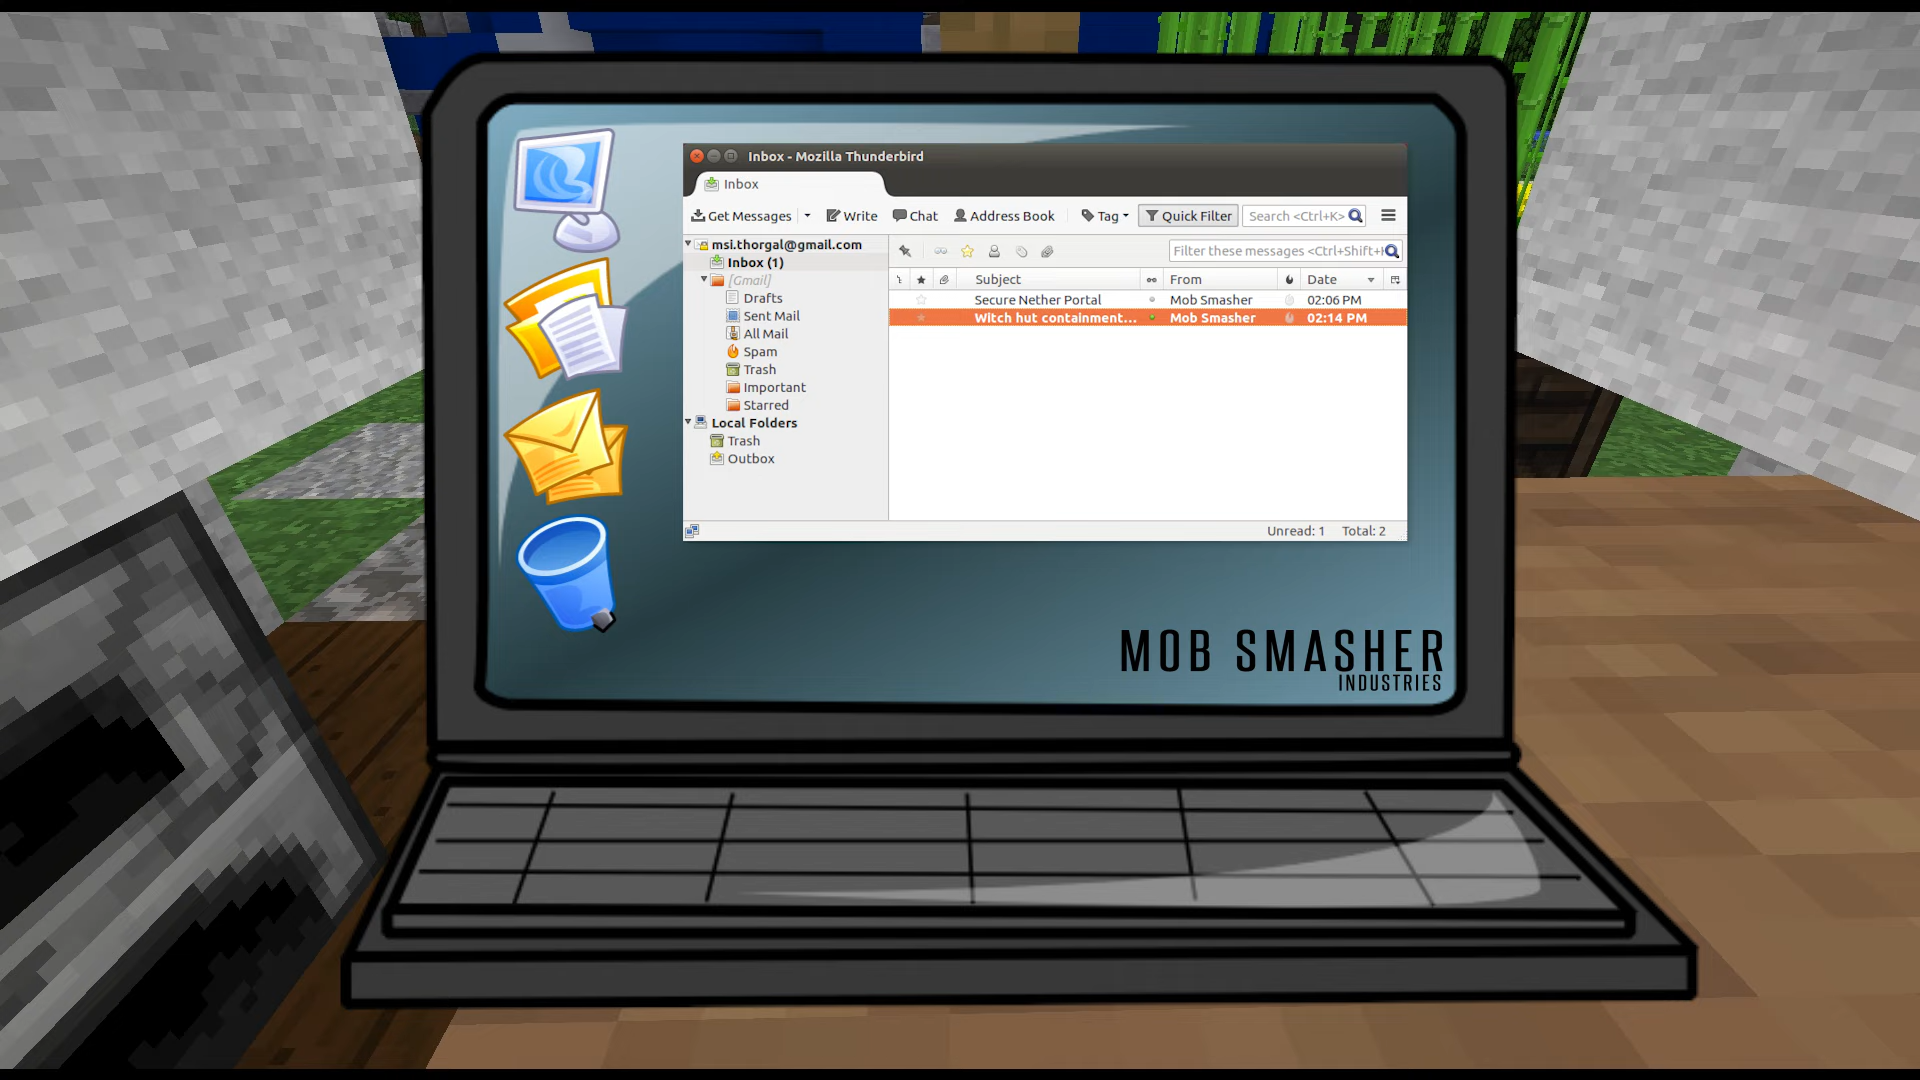 Inbox - Mozilla Thunderbird
Inbox
Get Messages Write Chat Address Book Tag Quick Filter Search <Ctrl+K>
msi.thorgal@gmail.com
Filter these messages <Ctrl+Shift+
Inbox (1)
[Gmail]
Drafts
Sent Mail
All Mail
Spam
Trash
Important
Starred
Local Folders
Trash
Outbox
Subject From Date
Secure Nether Portal Mob Smasher 02:06 PM
Witch hut containment... Mob Smasher 02:14 PM
Unread: 1 Total: 2
MOB SMASHER
INDUSTRIES